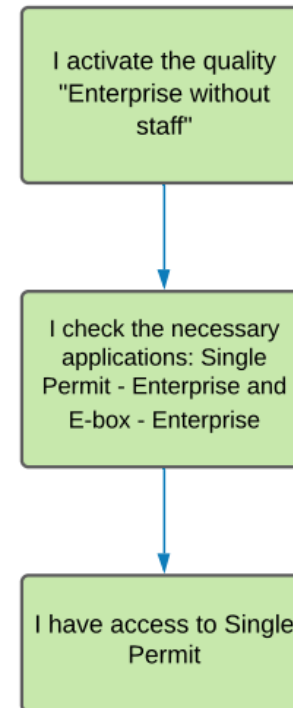 I activate the quality
"Enterprise without
staff"
I check the necessary
applications: Single
Permit - Enterprise and
E-box - Enterprise
I have access to Single
Permit